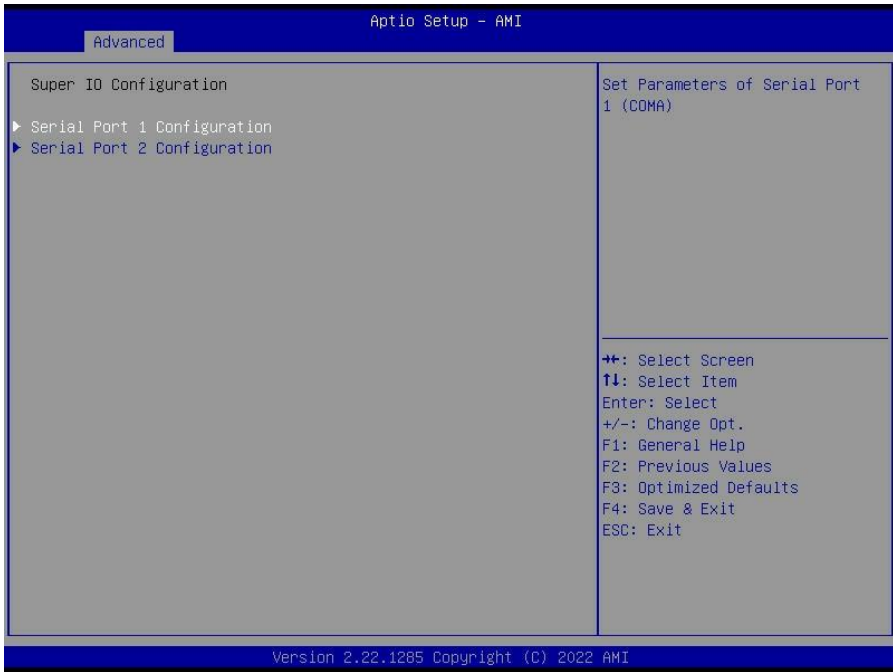 Aptio Setup - AMI
Advanced
Super IO Configuration
Serial Port 1 Configuration
Serial Port 2 Configuration
Set Parameters of Serial Port
1 (COMA)
→←: Select Screen
↑↓: Select Item
Enter: Select
+/-: Change Opt.
F1: General Help
F2: Previous Values
F3: Optimized Defaults
F4: Save & Exit
ESC: Exit
Version 2.22.1285 Copyright (C) 2022 AMI